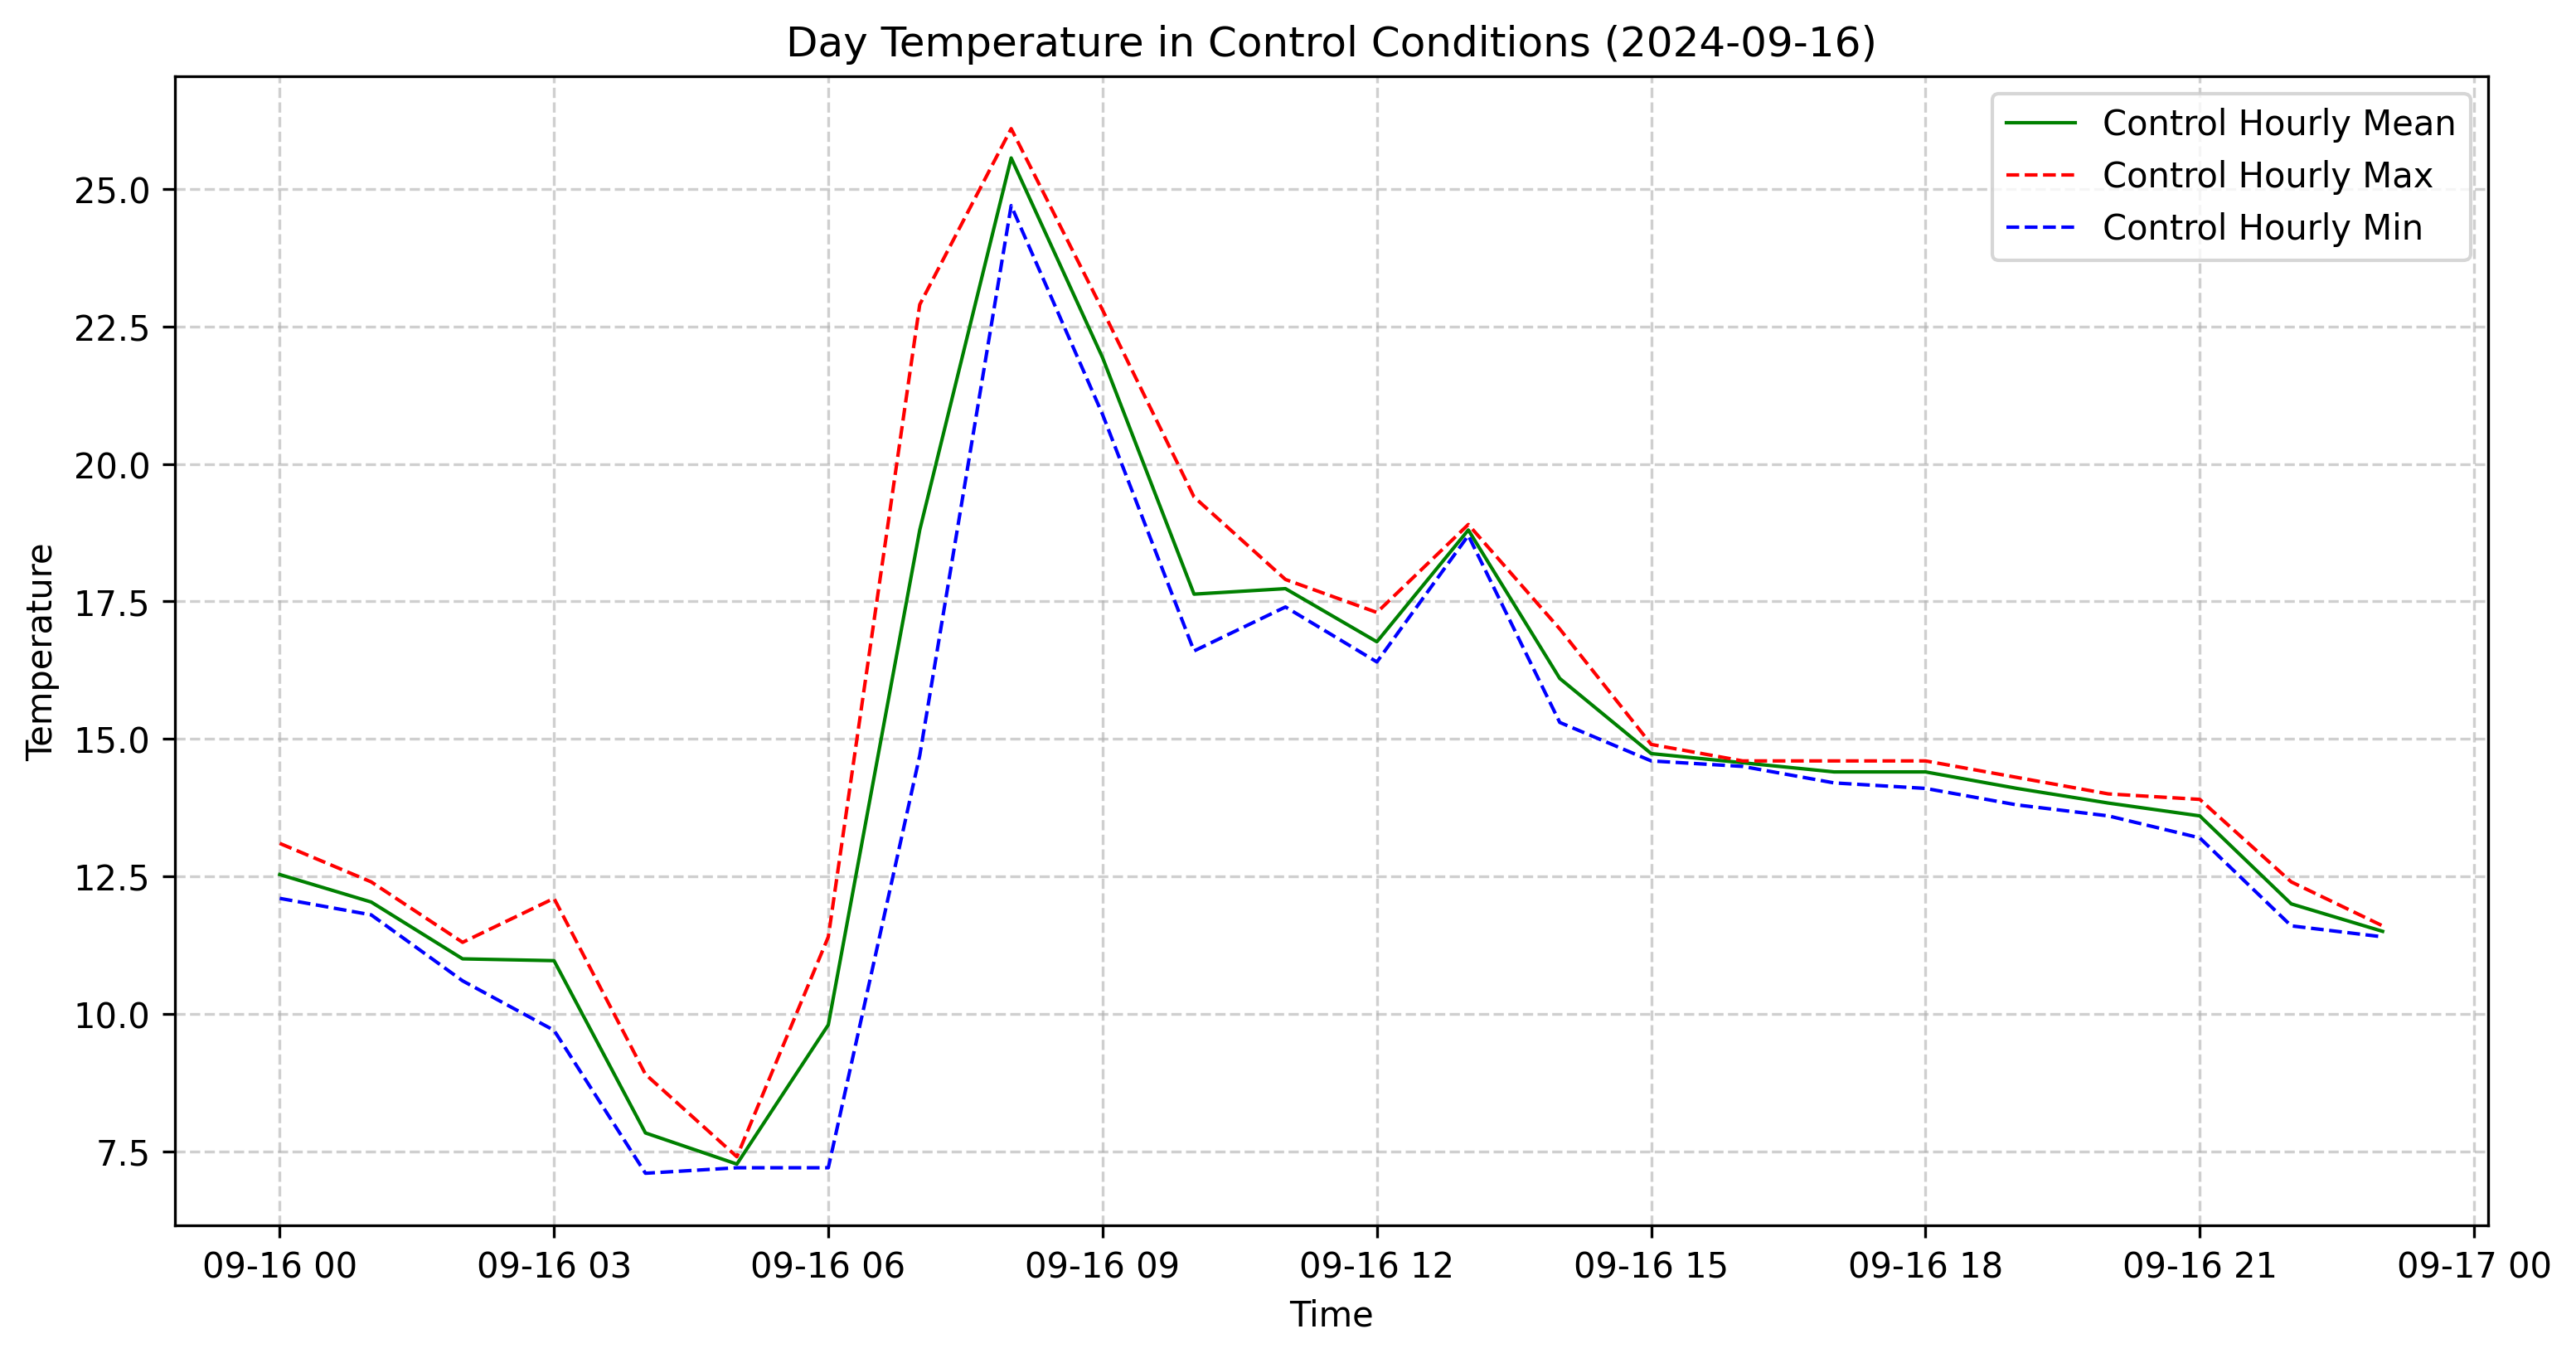 Day Temperature in Control Conditions (2024-09-16)
Control Hourly Mean
Control Hourly Max
Control Hourly Min
Temperature
25.0
22.5
20.0
17.5
15.0
12.5
10.0
7.5
09-16 00 09-16 03 09-16 06 09-16 09 09-16 12 09-16 15 09-16 18 09-16 21 09-17 00
Time